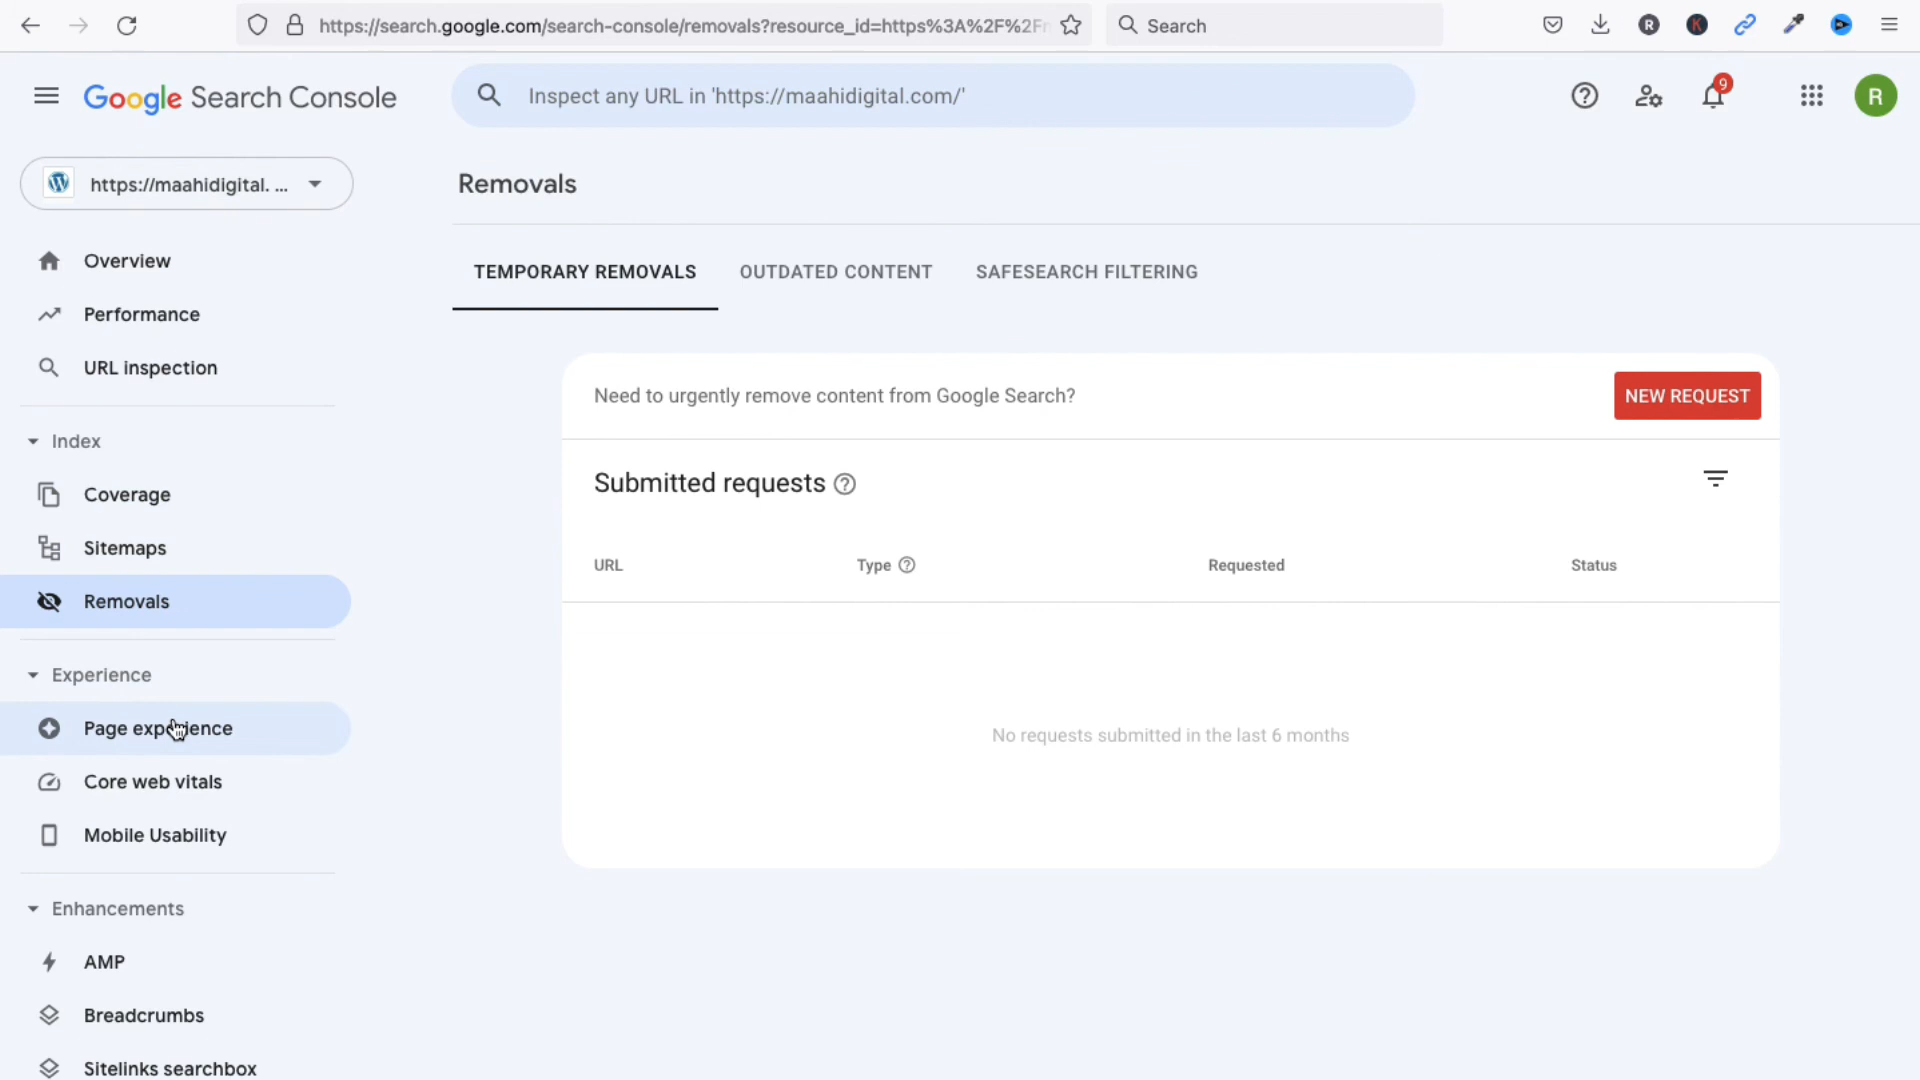 https://search.google.com/search-console/removals?resource_id=https%3A%2F%2F
Search
Google Search Console
Inspect any URL in 'https://maahidigital.com/'
9
R
https://maahidigital. ...
Removals
Overview
TEMPORARY REMOVALS
OUTDATED CONTENT
SAFESEARCH FILTERING
Performance
URL inspection
Need to urgently remove content from Google Search?
NEW REQUEST
Index
Submitted requests
Coverage
Sitemaps
URL
Type
Requested
Status
Removals
Experience
Page experience
No requests submitted in the last 6 months
Core web vitals
Mobile Usability
Enhancements
AMP
Breadcrumbs
Sitelinks searchbox